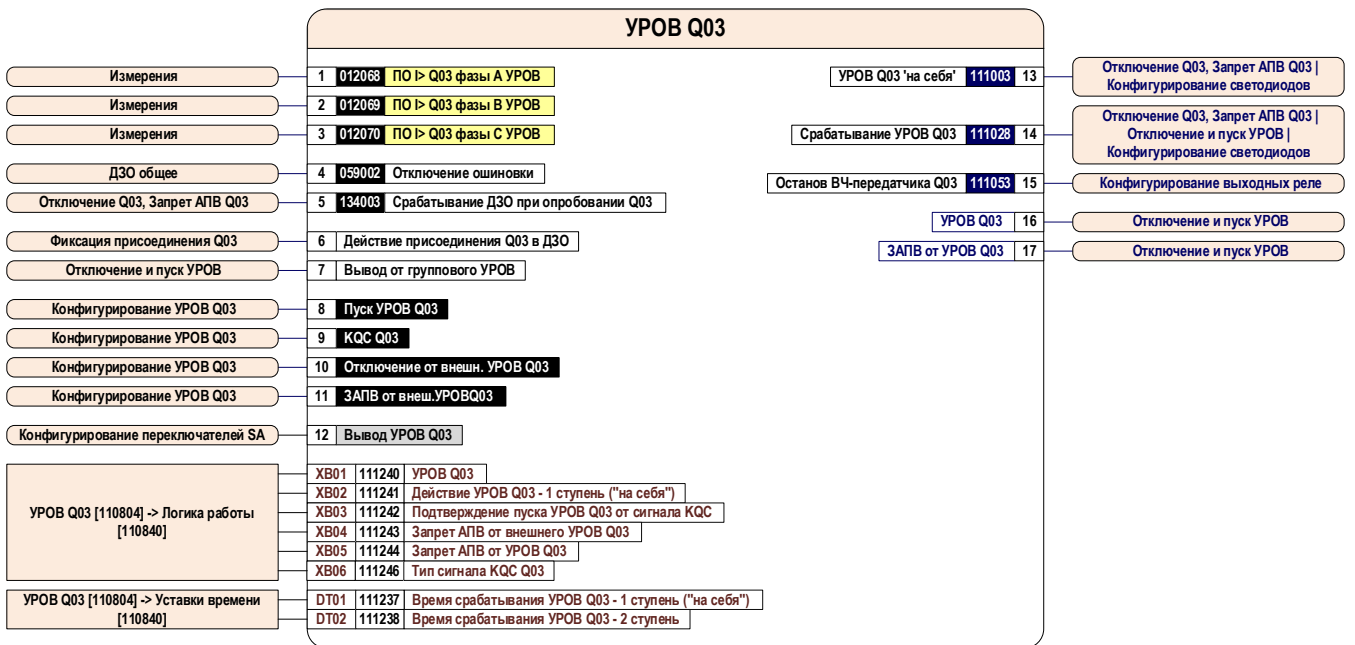 УРОВ Q03
Измерения 1 012068 ПО I> Q03 фазы А УРОВ
УРОВ Q03 'на себя' 111003 13 Отключение Q03, Запрет АПВ Q03 |
Конфигурирование светодиодов
Измерения 2 012069 ПО I> Q03 фазы В УРОВ
Измерения 3 012070 ПО I> Q03 фазы С УРОВ
Срабатывание УРОВ Q03 111028 14 Отключение Q03, Запрет АПВ Q03 |
Отключение и пуск УРОВ |
Конфигурирование светодиодов
ДЗО общее 4 059002 Отключение ошиновки
Останов ВЧ-передатчика Q03 111053 15 Конфигурирование выходных реле
Отключение Q03, Запрет АПВ Q03 5 134003 Срабатывание ДЗО при опробовании Q03
УРОВ Q03 16 Отключение и пуск УРОВ
Фиксация присоединения Q03 6 Действие присоединения Q03 в ДЗО
ЗАПВ от УРОВ Q03 17 Отключение и пуск УРОВ
Отключение и пуск УРОВ 7 Вывод от группового УРОВ
Конфигурирование УРОВ Q03 8 Пуск УРОВ Q03
Конфигурирование УРОВ Q03 9 KQC Q03
Конфигурирование УРОВ Q03 10 Отключение от внешн. УРОВ Q03
Конфигурирование УРОВ Q03 11 ЗАПВ от внеш.УРОВQ03
Конфигурирование переключателей SA 12 Вывод УРОВ Q03
УРОВ Q03 [110804] -> Логика работы
[110840]
XB01 111240 УРОВ Q03
XB02 111241 Действие УРОВ Q03 - 1 ступень ("на себя")
XB03 111242 Подтверждение пуска УРОВ Q03 от сигнала KQC
XB04 111243 Запрет АПВ от внешнего УРОВ Q03
XB05 111244 Запрет АПВ от УРОВ Q03
XB06 111246 Тип сигнала KQC Q03
УРОВ Q03 [110804] -> Уставки времени
[110840]
DT01 111237 Время срабатывания УРОВ Q03 - 1 ступень ("на себя")
DT02 111238 Время срабатывания УРОВ Q03 - 2 ступень